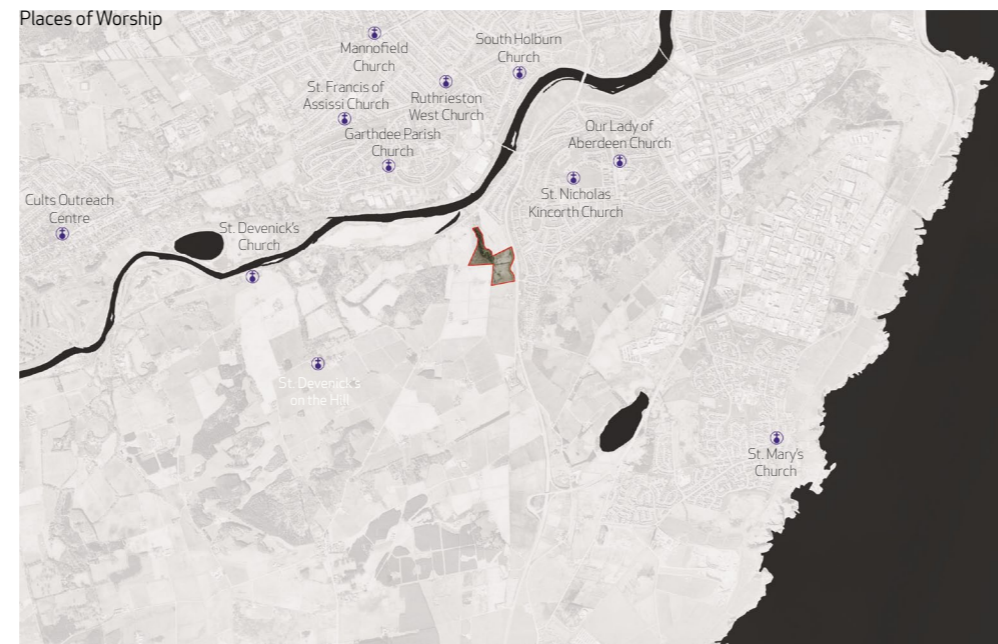 Places of Worship
Mannofield
Church
South Holburn
Church
St. Francis of
Assissi Church
Ruthrieston
West Church
Garthdee Parish
Church
Our Lady of
Aberdeen Church
St. Nicholas
Kincorth Church
Cults Outreach
Centre
St. Devenick's
Church
St. Devenick's
on the Hill
St. Mary's
Church